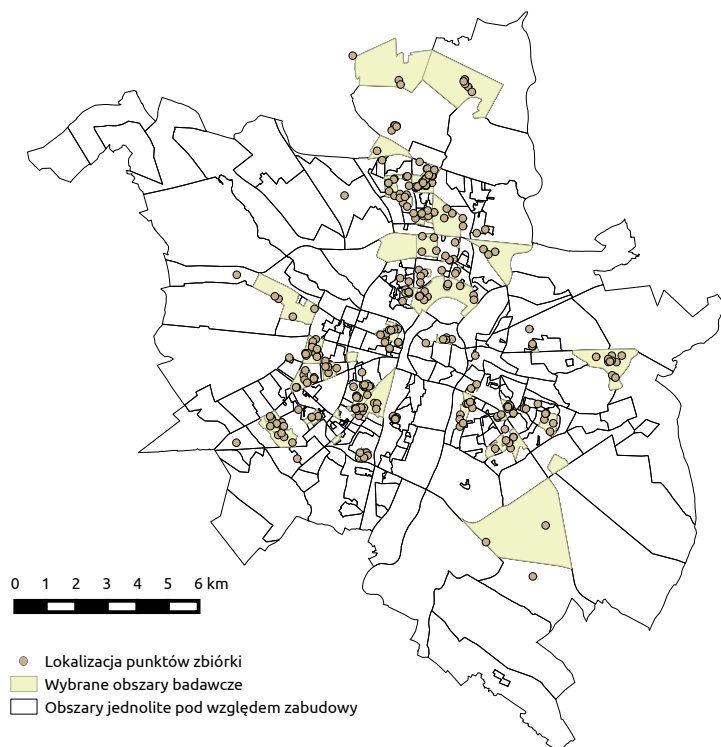 0 1 2 3 4 5 6 km
Lokalizacja punktów zbiórki
Wybrane obszary badawcze
Obszary jednolite pod względem zabudowy